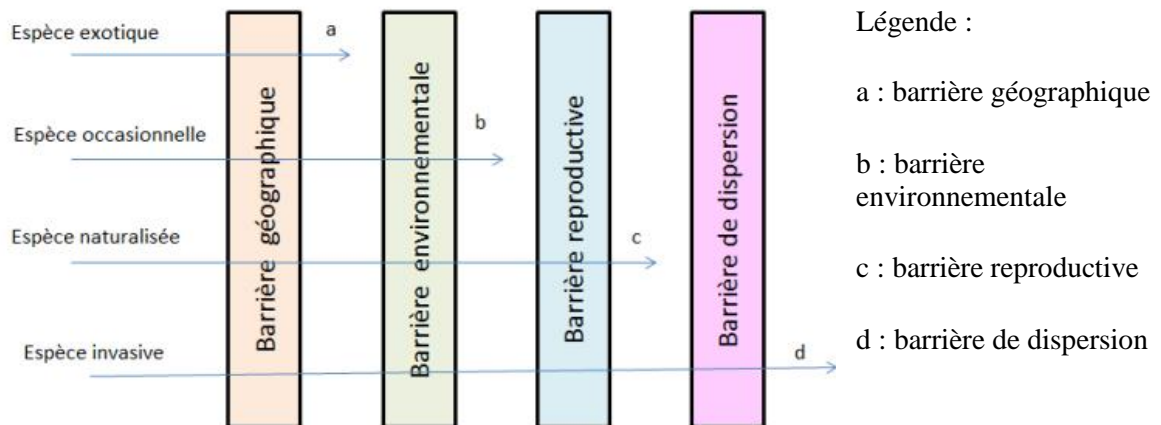 Espèce exotique
a
Espèce occasionnelle
b
Espèce naturalisée
c
Espèce invasive
d
Barrière géographique
Barrière environnementale
Barrière reproductive
Barrière de dispersion
Légende :
a : barrière géographique
b : barrière
environnementale
c : barrière reproductive
d : barrière de dispersion